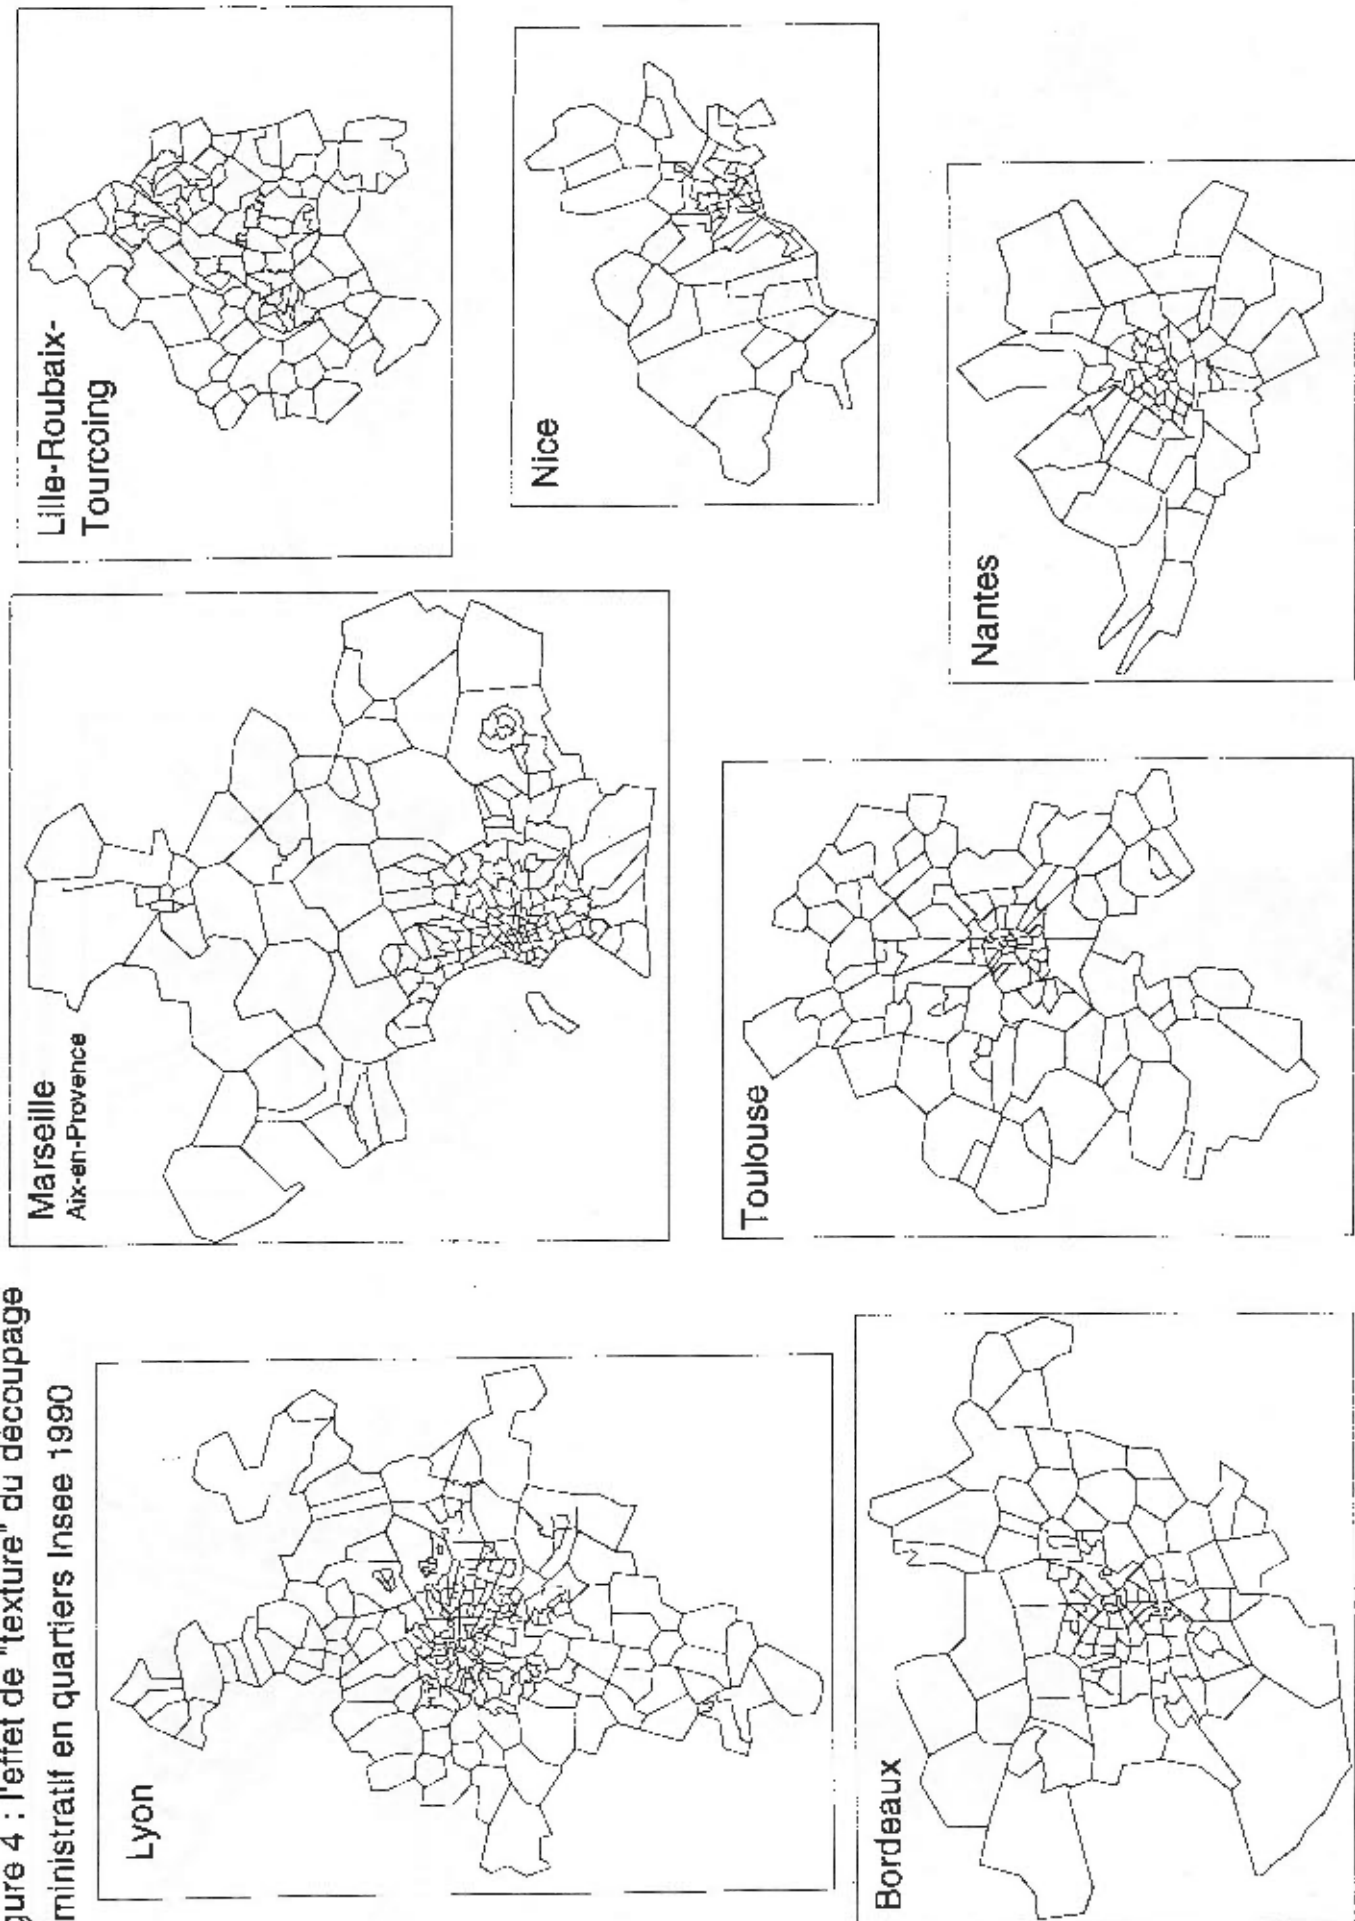 gure 4 : l'effet de "texture" du découpage
ministratif en quartiers Insee 1990
Lyon
Marseille
Aix-en-Provence
Lille-Roubaix-
Tourcoing
Nice
Bordeaux
Toulouse
Nantes